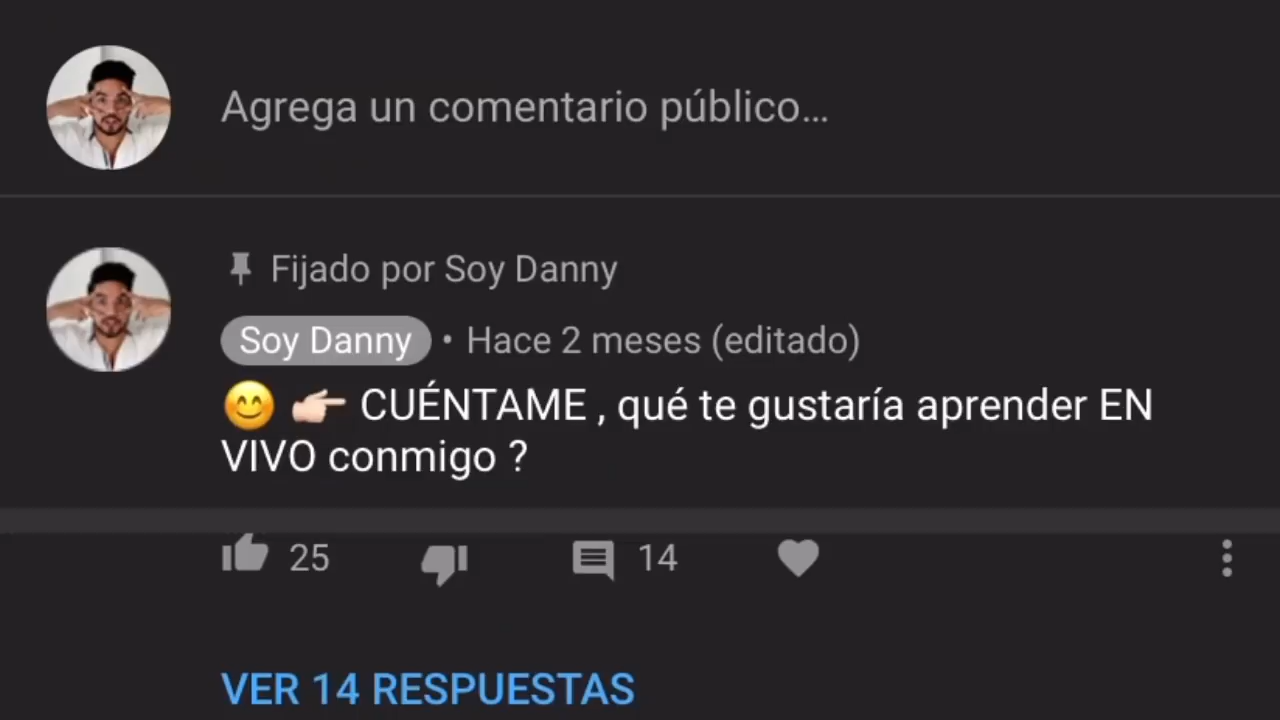 Agrega un comentario público...
Fijado por Soy Danny
Soy Danny • Hace 2 meses (editado)
😊 👉🏻 CUÉNTAME , qué te gustaría aprender EN
VIVO conmigo ?
25 14
VER 14 RESPUESTAS